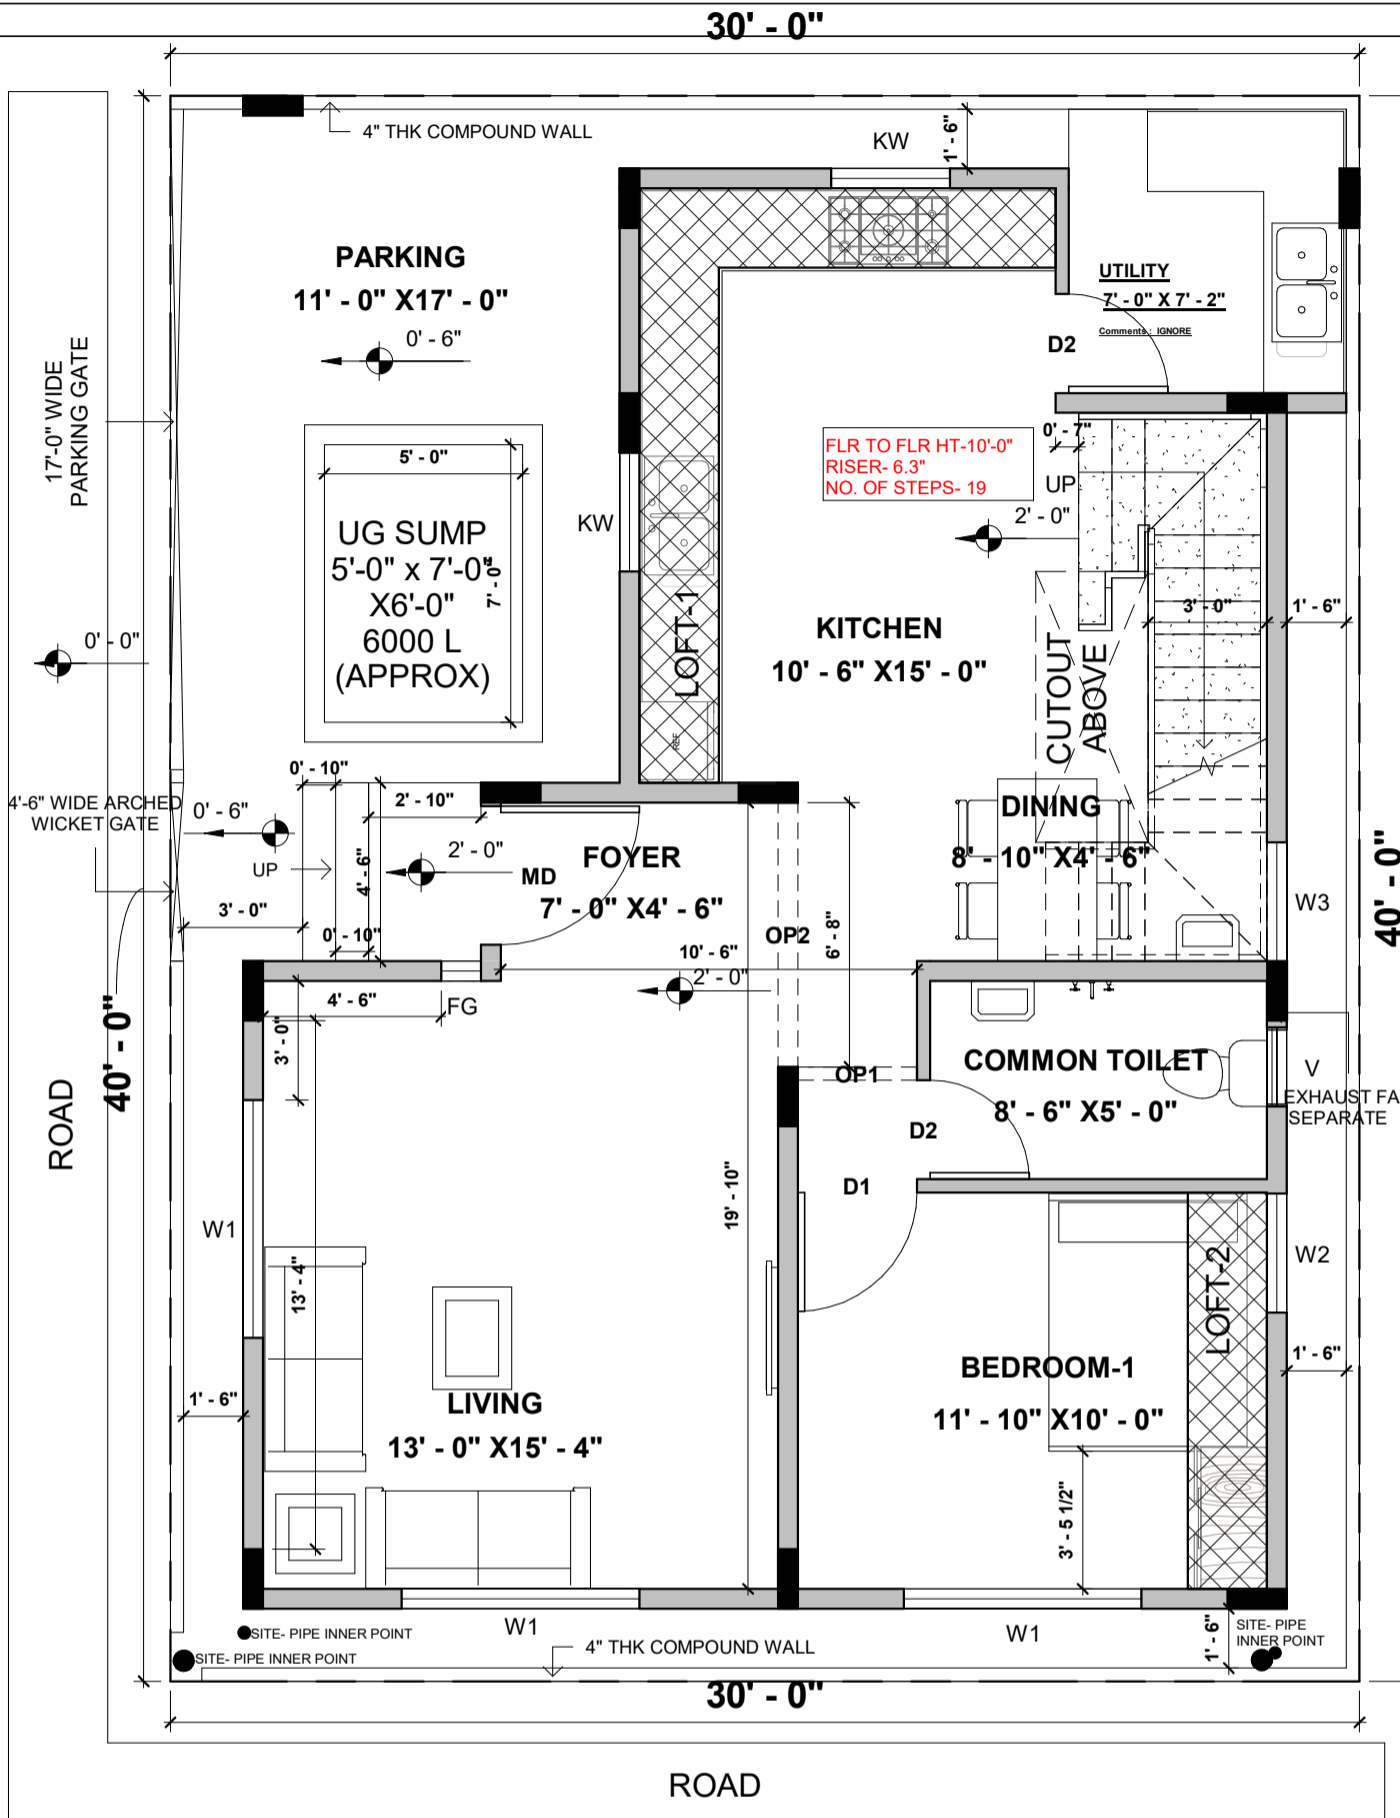 30' - 0"
4" THK COMPOUND WALL
KW
1' - 6"
PARKING
11' - 0" X17' - 0"
0' - 6"
UTILITY
7' - 0" X 7' - 2"
Comments : IGNORE
D2
17'-0" WIDE
PARKING GATE
5' - 0"
UG SUMP
5'-0" x 7'-0"
X6'-0"
6000 L
(APPROX)
7' - 0"
KW
LOFT-1
REF
FLR TO FLR HT-10'-0"
RISER- 6.3"
NO. OF STEPS- 19
0' - 7"
UP
2' - 0"
KITCHEN
10' - 6" X15' - 0"
CUTOUT
ABOVE
3' - 0"
1' - 6"
0' - 0"
4'-6" WIDE ARCHED
WICKET GATE
0' - 6"
UP
3' - 0"
0' - 10"
2' - 10"
4' - 6"
0' - 10"
2' - 0"
MD
FOYER
7' - 0" X4' - 6"
DINING
8' - 10" X4' - 6"
OP2
6' - 8"
W3
40' - 0"
40' - 0"
10' - 6"
2' - 0"
4' - 6"
FG
3' - 0"
OP1
COMMON TOILET
8' - 6" X5' - 0"
V
EXHAUST FA
SEPARATE
D2
D1
ROAD
W1
13' - 4"
19' - 10"
W2
LOFT-2
1' - 6"
1' - 6"
LIVING
13' - 0" X15' - 4"
BEDROOM-1
11' - 10" X10' - 0"
3' - 5 1/2"
W1
W1
1' - 6"
SITE- PIPE INNER POINT
SITE- PIPE INNER POINT
SITE- PIPE
INNER POINT
4" THK COMPOUND WALL
30' - 0"
ROAD